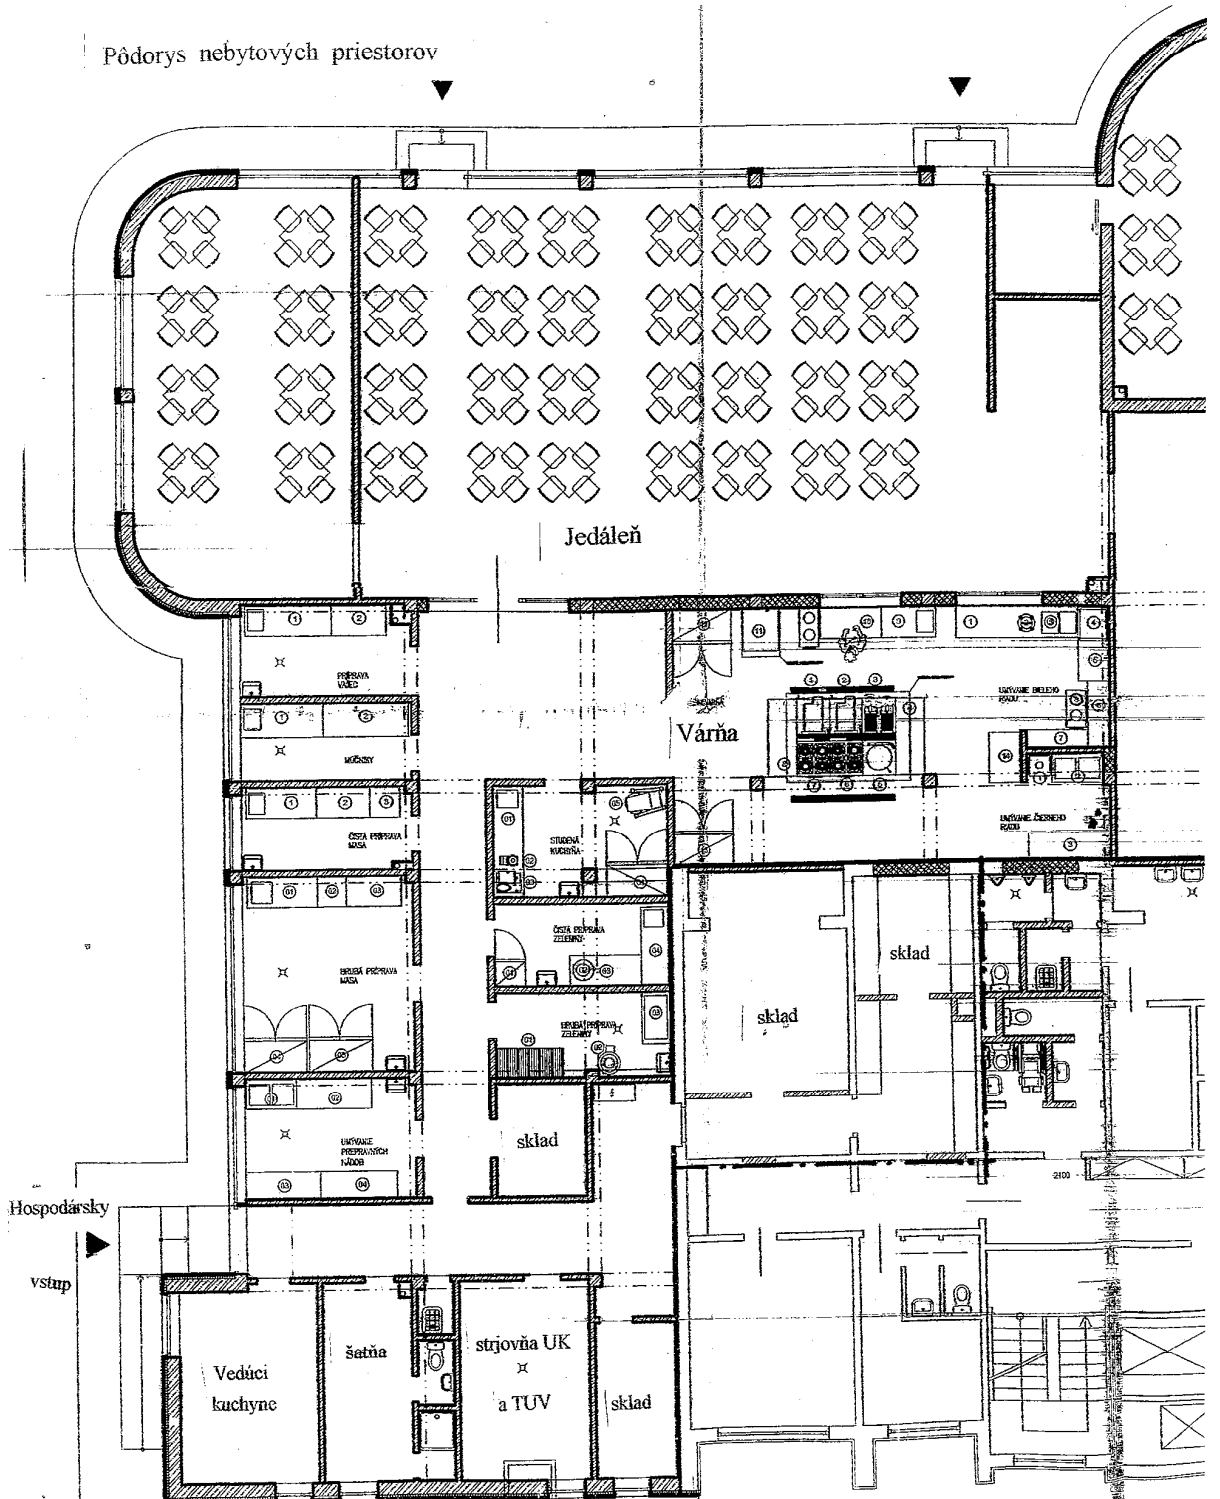 Pôdorys nebytových priestorov
Jedáleň
PRÍPRAVA
VAJEC
MÚČNIKY
Várňa
UMÝVANIE BIELEHO
RIADU
ČISTÁ PRÍPRAVA
MASA
STUDENÁ
KUCHYŇA
UMÝVANIE ČIERNEHO
RIADU
ČISTÁ PRÍPRAVA
ZELENINY
HRUBÁ PRÍPRAVA
MASA
sklad
sklad
HRUBÁ PRÍPRAVA
ZELENINY
UMÝVANIE
PREPRAVNÝCH
NÁDOB
sklad
2100
Hospodársky
vstup
Vedúci
kuchyne
šatňa
strjovňa UK
a TUV
sklad